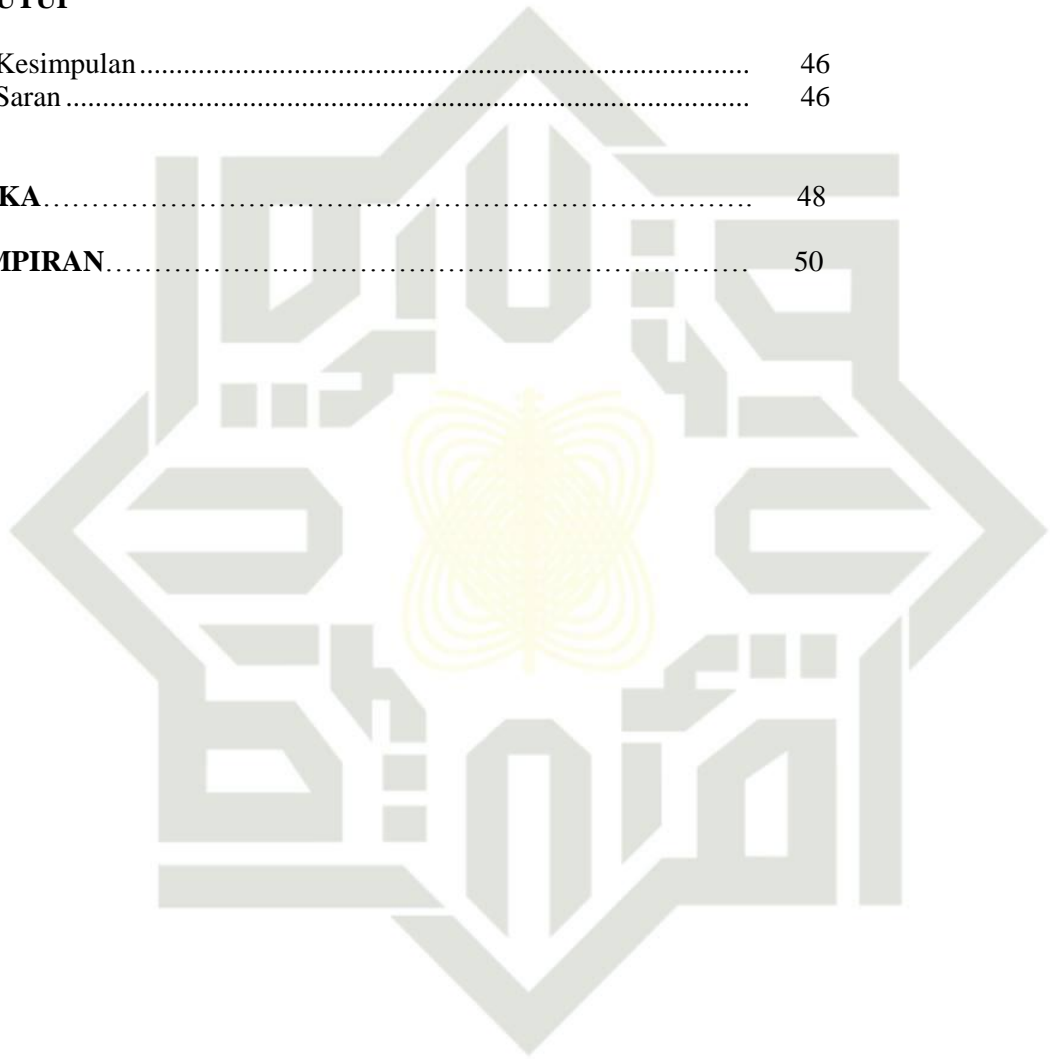 UTUP
Kesimpulan.................................................................................. 46
Saran............................................................................................ 46
KA…………………………………………………………………. 48
MPIRAN…………………………………………………………… 50